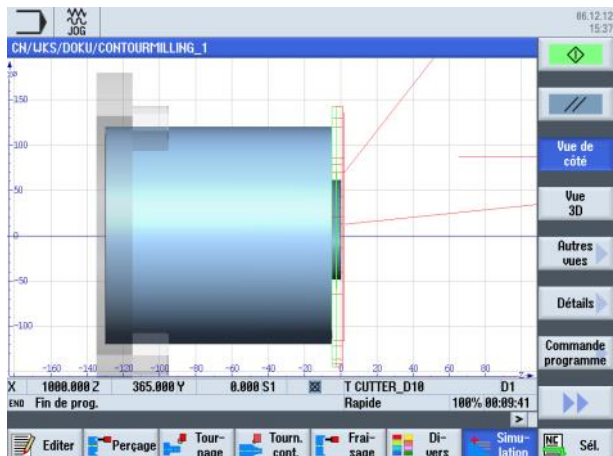 JOG
06.12.12
15:37
CN/WKS/DOKU/CONTOURMILLING_1
150
100
50
0
-50
-100
-160 -140 -120 -100 -80 -60 -40 -20 0 20 40 60 80
Vue de
côté
Vue
3D
Autres
vues
Détails
Commande
programme
X 1000.000 Z 365.000 Y 0.000 S1 T CUTTER_D10 D1
END Fin de prog. Rapide 100% 00:09:41
Editer
Perçage
Tour-
nage
Tourn.
cont.
Frai-
sage
Di-
vers
Simu-
lation
NC Sél.